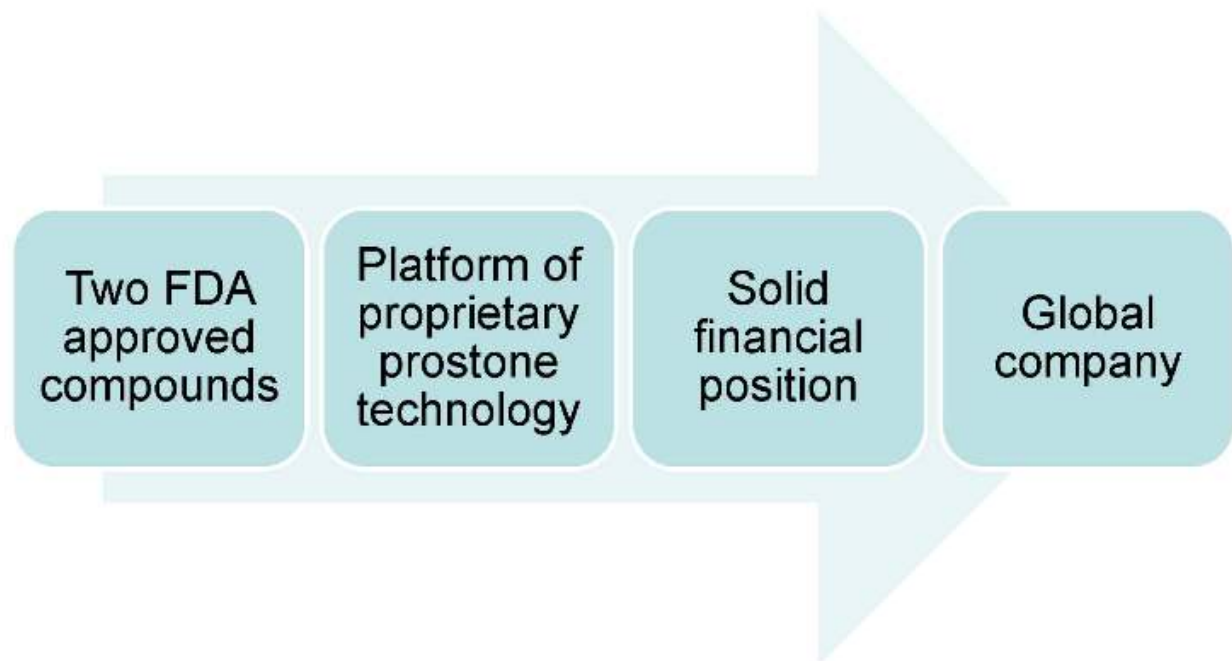 Two FDA
approved
compounds
Platform of
proprietary
prostone
technology
Solid
financial
position
Global
company